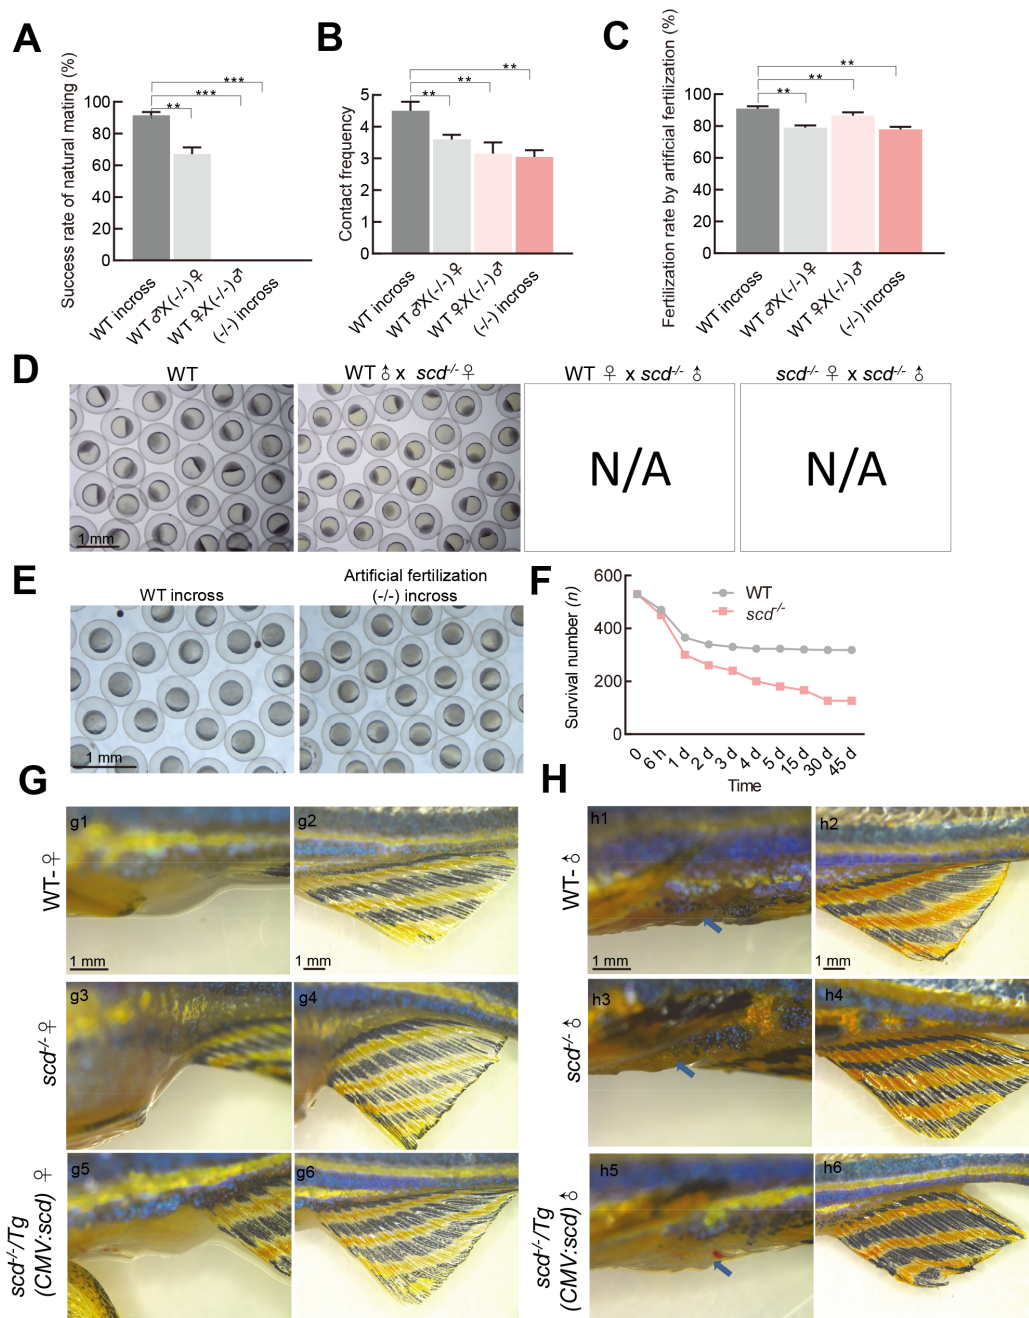 A
B
C
Success rate of natural mating (%)
100
80
60
40
20
0
**
***
***
WT incross
WT ♂X(-/-)♀
WT ♀X(-/-)♂
(-/-) incross
Contact frequency
5
4
3
2
1
0
**
**
**
WT incross
WT ♂X(-/-)♀
WT ♀X(-/-)♂
(-/-) incross
Fertilization rate by artificial fertilization (%)
100
80
60
40
20
0
**
**
**
WT incross
WT ♂X(-/-)♀
WT ♀X(-/-)♂
(-/-) incross
D
WT
WT ♂ x scd-/- ♀
WT ♀ x scd-/- ♂
scd-/- ♀ x scd-/- ♂
1 mm
N/A
N/A
E
WT incross
Artificial fertilization
(-/-) incross
1 mm
F
Survival number (n)
600
400
200
0
WT
scd-/-
0
6 h
1 d
2 d
3 d
4 d
5 d
15 d
30 d
45 d
Time
G
WT- ♀
g1
1 mm
g2
1 mm
scd-/- ♀
g3
g4
scd-/-/Tg
(CMV:scd) ♀
g5
g6
H
WT- ♂
h1
1 mm
h2
1 mm
scd-/- ♂
h3
h4
scd-/-/Tg
(CMV:scd) ♂
h5
h6